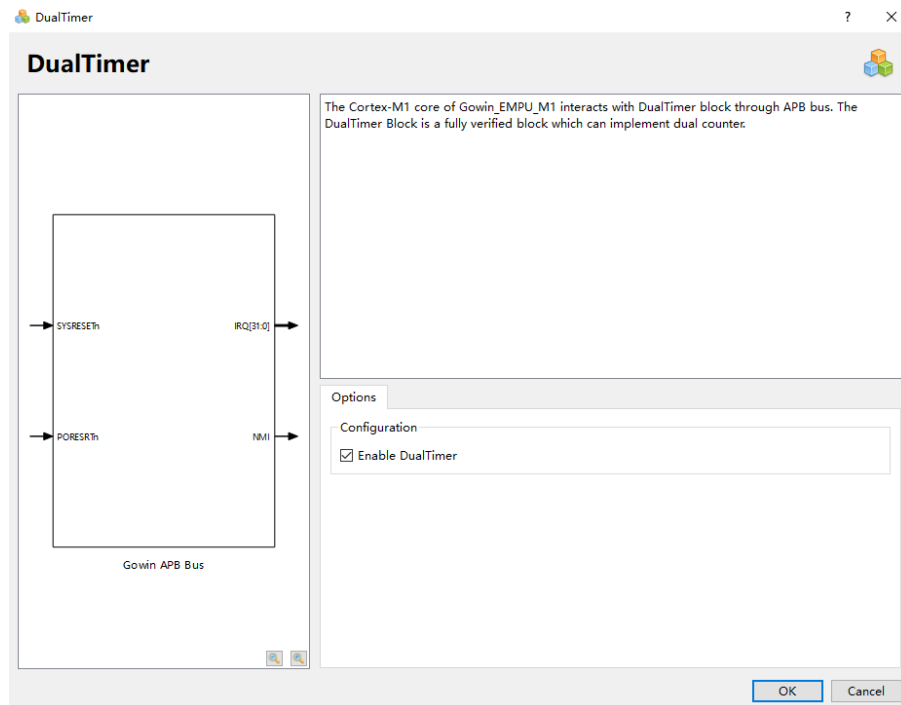 DualTimer
?
DualTimer
The Cortex-M1 core of Gowin_EMPU_M1 interacts with DualTimer block through APB bus. The
DualTimer Block is a fully verified block which can implement dual counter.
SYSRESETn
IRQ[31:0]
PORESRTn
NMI
Gowin APB Bus
Options
Configuration
Enable DualTimer
OK
Cancel